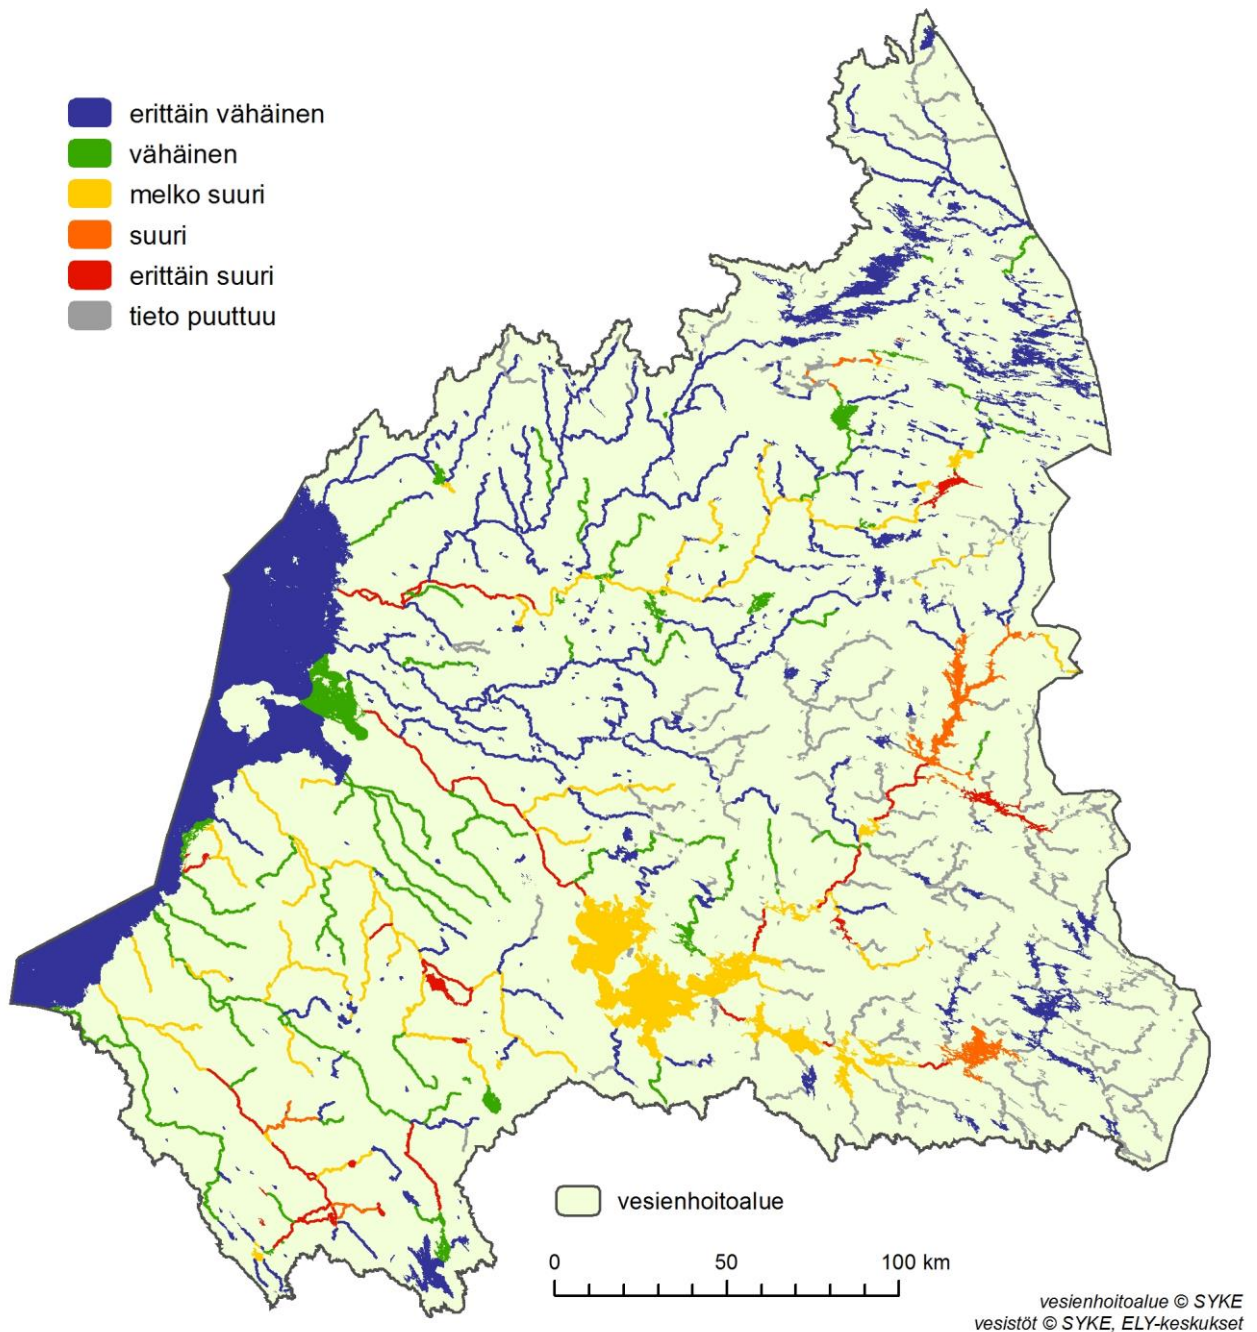 erittäin vähäinen
vähäinen
melko suuri
suuri
erittäin suuri
tieto puuttuu
vesienhoitoalue
0 50 100 km
vesienhoitoalue © SYKE
vesistöt © SYKE, ELY-keskukset